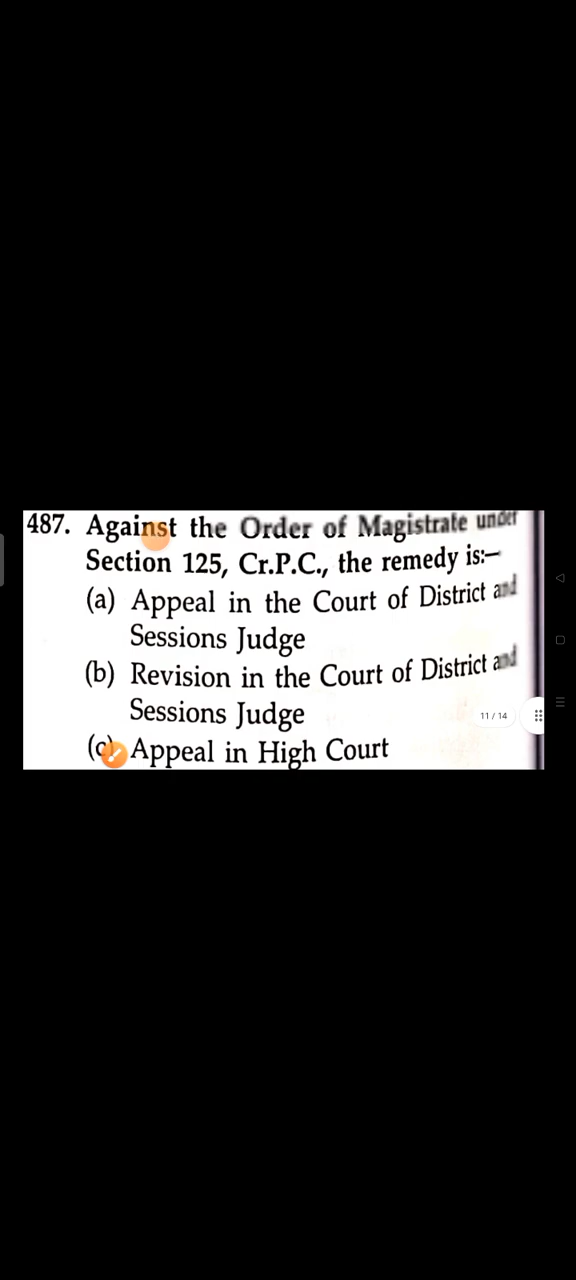 487. Against the Order of Magistrate under
Section 125, Cr.P.C., the remedy is:–
(a) Appeal in the Court of District and
Sessions Judge
(b) Revision in the Court of District and
Sessions Judge
11 / 14
(c) Appeal in High Court